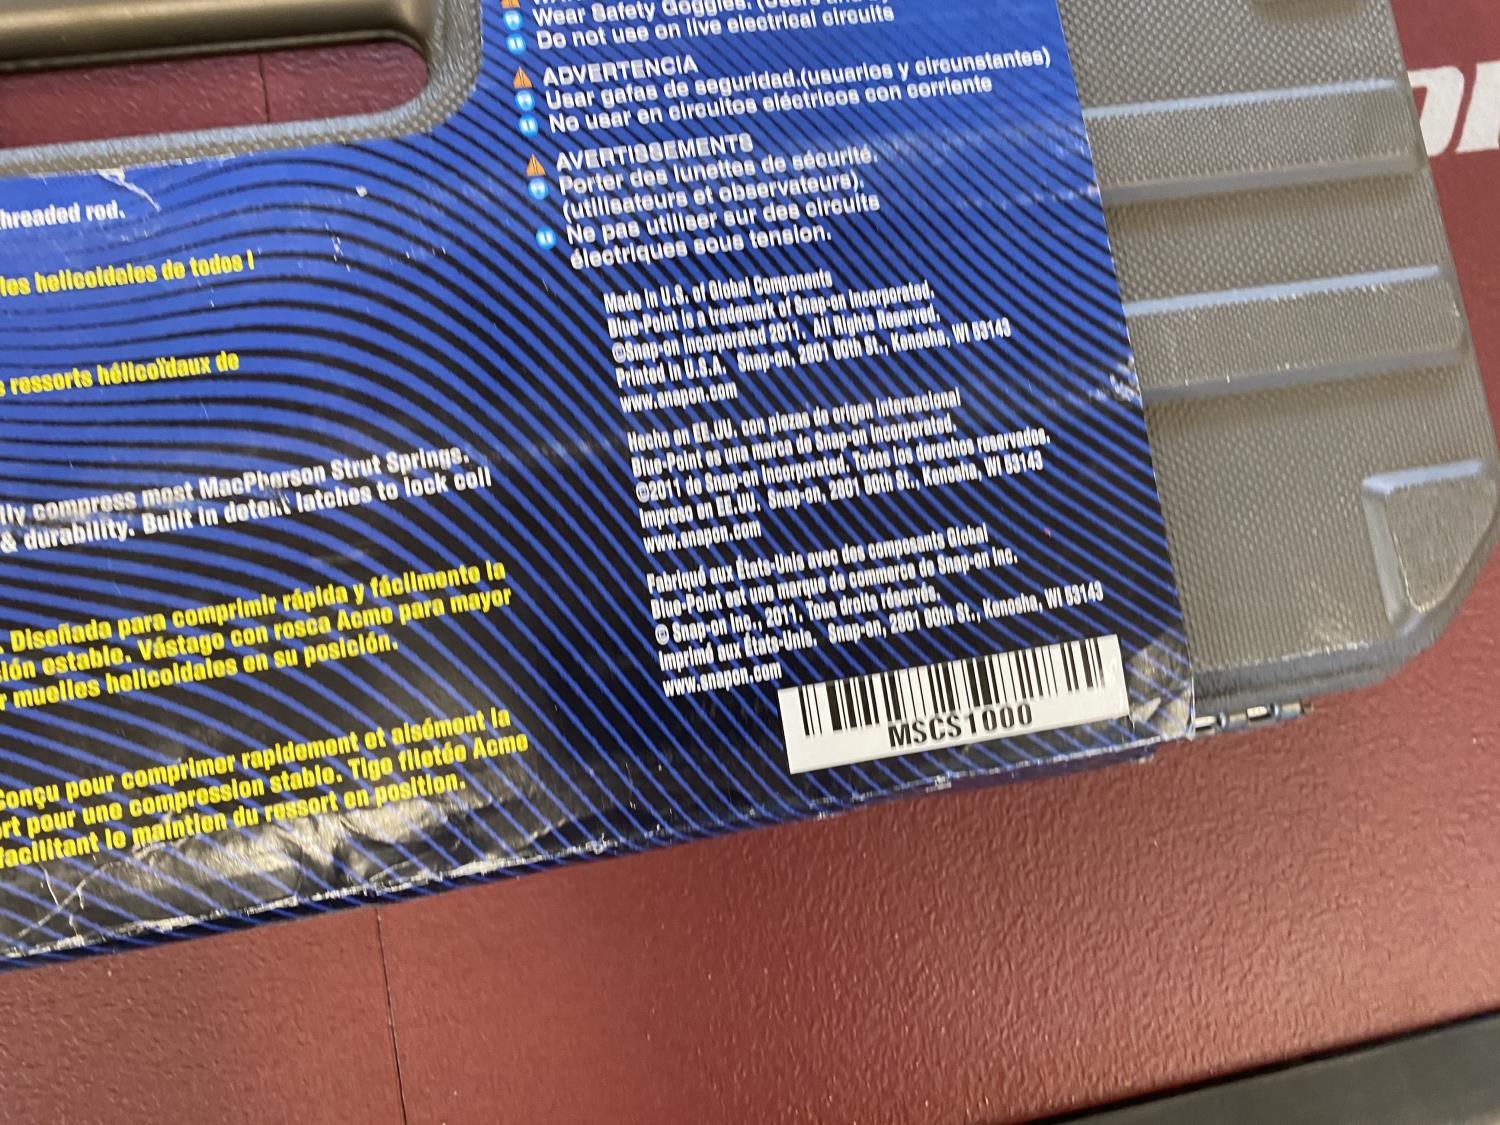 Wear Safety Goggles. (Users and
Do not use on live electrical circuits
ADVERTENCIA
Usar gafas de seguridad.(usuarios y circunstantes)
No usar en circuitos eléctricos con corriente
AVERTISSEMENTS
Porter des lunettes de sécurité.
(utilisateurs et observateurs).
Ne pas utiliser sur des circuits
électriques sous tension.
threaded rod.
les helicoidales de todos l
s ressorts hélicoïdaux de
lly compress most MacPherson Strut Springs.
& durability. Built in detent latches to lock coil
. Diseñada para comprimir rápida y fácilmente la
sión estable. Vástago con rosca Acme para mayor
r muelles helicoidales en su posición.
Conçu pour comprimer rapidement et aisément la
ort pour une compression stable. Tige filetée Acme
facilitant le maintien du ressort en position.
Made in U.S. of Global Components
Blue-Point is a trademark of Snap-on Incorporated.
©Snap-on Incorporated 2011. All Rights Reserved.
Printed in U.S.A. Snap-on, 2801 80th St., Kenosha, WI 53143
www.snapon.com
Hecho en EE.UU. con piezas de origen internacional
Blue-Point es una marca de Snap-on Incorporated.
©2011 de Snap-on Incorporated. Todos los derechos reservados.
Impreso en EE.UU. Snap-on, 2801 80th St., Kenosha, WI 53143
www.snapon.com
Fabriqué aux États-Unis avec des composants Global
Blue-Point est une marque de commerce de Snap-on Inc.
© Snap-on Inc., 2011. Tous droits réservés.
Imprimé aux États-Unis. Snap-on, 2801 80th St., Kenosha, WI 53143
www.snapon.com
MSCS1000